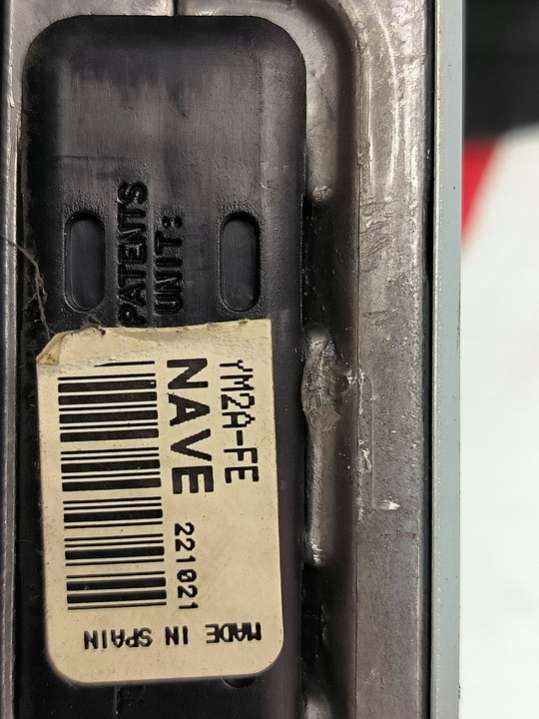 PATENTS
UNIT:
YM2A-FE
NAVE
221021
MADE IN SPAIN